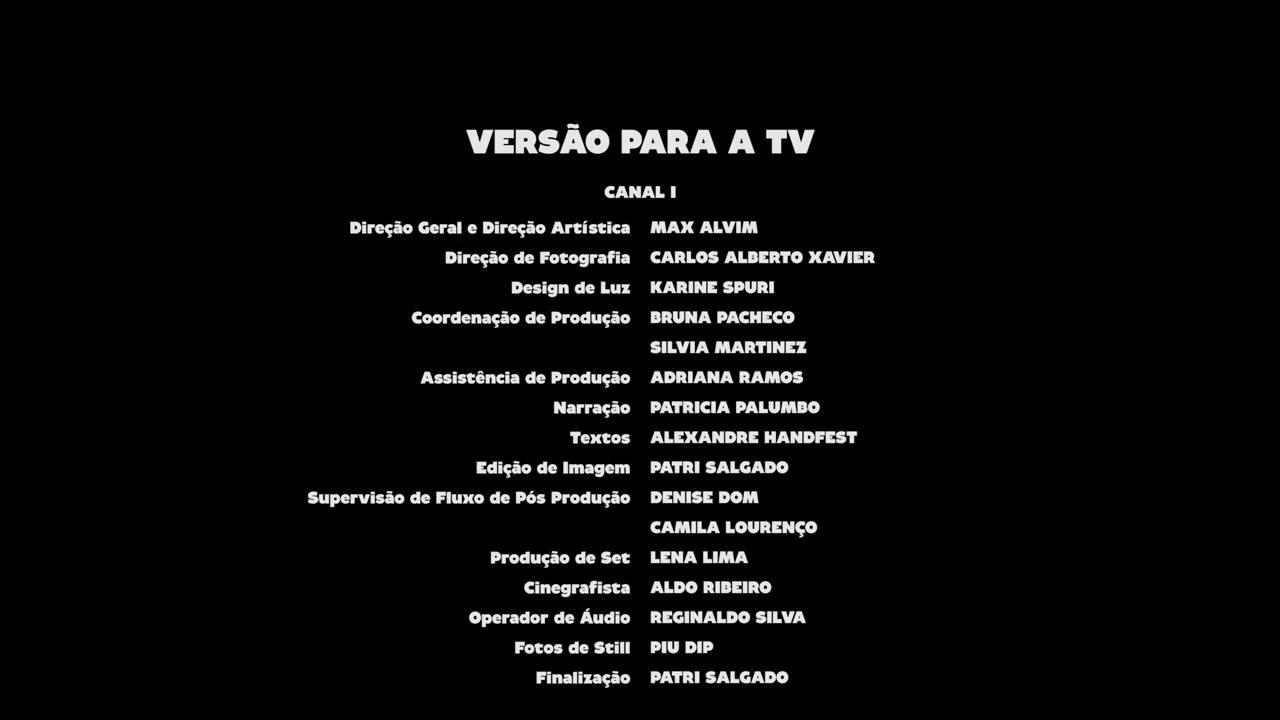 VERSÃO PARA A TV
CANAL I
Direção Geral e Direção Artística MAX ALVIM
Direção de Fotografia CARLOS ALBERTO XAVIER
Design de Luz KARINE SPURI
Coordenação de Produção BRUNA PACHECO
SILVIA MARTINEZ
Assistência de Produção ADRIANA RAMOS
Narração PATRICIA PALUMBO
Textos ALEXANDRE HANDFEST
Edição de Imagem PATRI SALGADO
Supervisão de Fluxo de Pós Produção DENISE DOM
CAMILA LOURENÇO
Produção de Set LENA LIMA
Cinegrafista ALDO RIBEIRO
Operador de Áudio REGINALDO SILVA
Fotos de Still PIU DIP
Finalização PATRI SALGADO